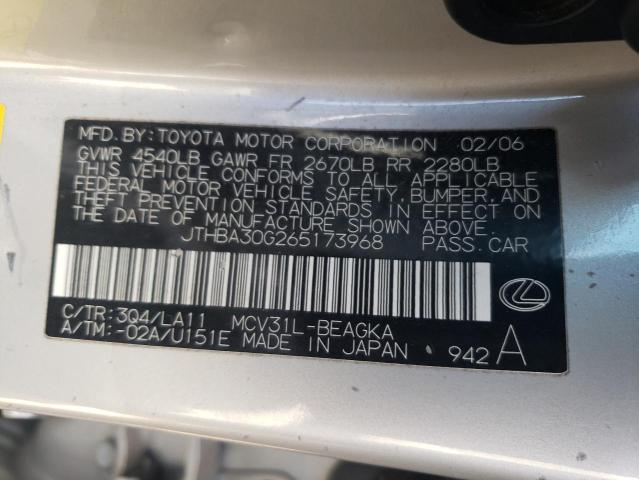 MFD. BY: TOYOTA MOTOR CORPORATION 02/06
GVWR 4540LB GAWR FR 2670LB RR 2280LB
THIS VEHICLE CONFORMS TO ALL APPLICABLE
FEDERAL MOTOR VEHICLE SAFETY, BUMPER, AND
THEFT PREVENTION STANDARDS IN EFFECT ON
THE DATE OF MANUFACTURE SHOWN ABOVE.
JTHBA30G265173968 PASS. CAR
C/TR: 3Q4/LA11 MCV31L-BEAGKA
A/TM: -02A/U151E MADE IN JAPAN 942 A